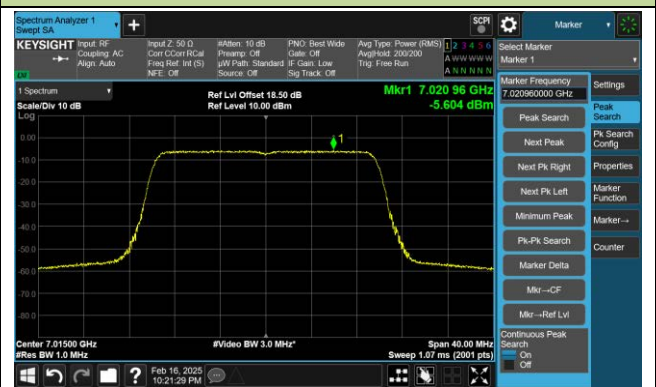 Spectrum Analyzer 1
Swept SA
SCPI
Marker
KEYSIGHT
Input: RF
Coupling: AC
Align: Auto
Input Z: 50 Ω
Corr CCorr RCal
Freq Ref: Int (S)
NFE: Off
#Atten: 10 dB
Preamp: Off
µW Path: Standard
Source: Off
PNO: Best Wide
Gate: Off
IF Gain: Low
Sig Track: Off
Avg Type: Power (RMS)
Avg|Hold: 200/200
Trig: Free Run
1 2 3 4 5 6
A W W W W W
A N N N N N
Select Marker
Marker 1
1 Spectrum
Scale/Div 10 dB
Log
Ref Lvl Offset 18.50 dB
Ref Level 10.00 dBm
Mkr1 7.020 96 GHz
-5.604 dBm
0.00
-10.0
-20.0
-30.0
-40.0
-50.0
-60.0
-70.0
-80.0
1
Center 7.01500 GHz
#Res BW 1.0 MHz
#Video BW 3.0 MHz*
Span 40.00 MHz
Sweep 1.07 ms (2001 pts)
Marker Frequency
7.020960000 GHz
Peak Search
Next Peak
Next Pk Right
Next Pk Left
Minimum Peak
Pk-Pk Search
Marker Delta
Mkr→CF
Mkr→Ref Lvl
Continuous Peak
Search
On
Off
Settings
Peak
Search
Pk Search
Config
Properties
Marker
Function
Marker→
Counter
?
Feb 16, 2025
10:21:29 PM